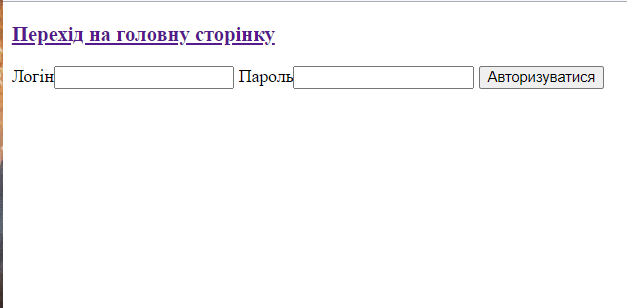 Перехід на головну сторінку
Логін Пароль Авторизуватися